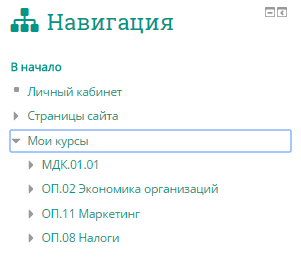 Навигация
В начало
Личный кабинет
Страницы сайта
Мои курсы
МДК.01.01
ОП.02 Экономика организаций
ОП.11 Маркетинг
ОП.08 Налоги